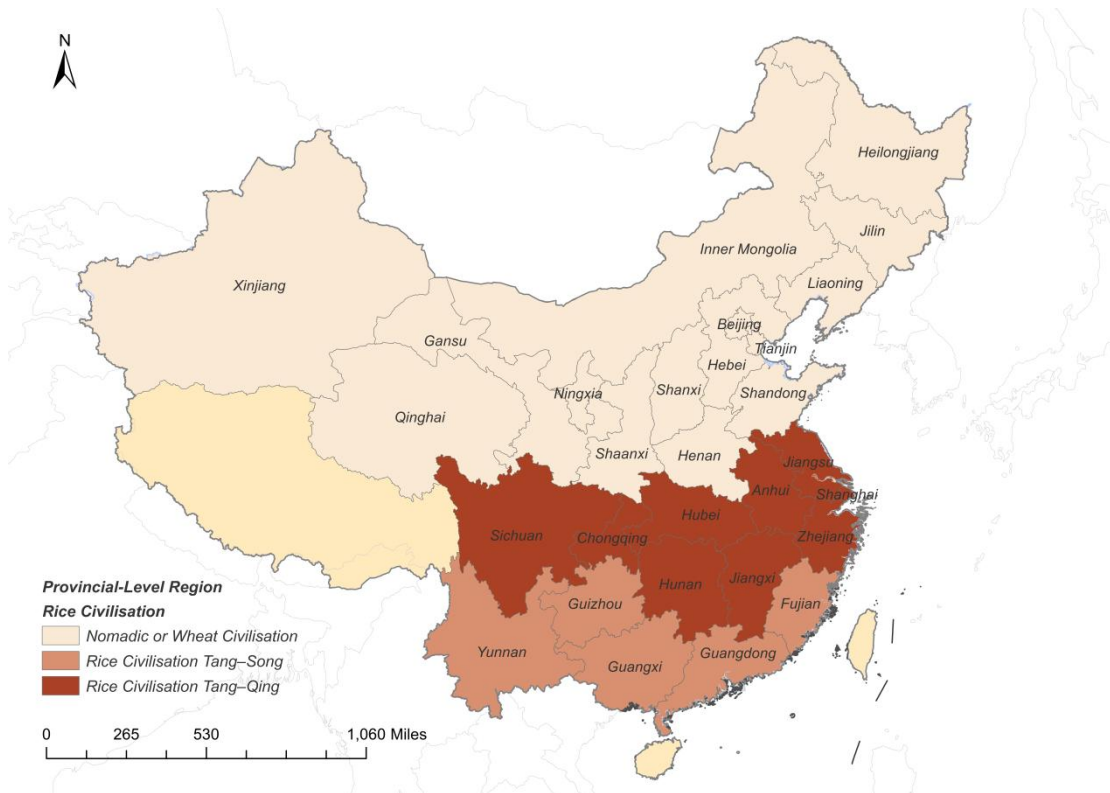 N
Heilongjiang
Jilin
Inner Mongolia
Liaoning
Xinjiang
Beijing
Gansu
Tianjin
Hebei
Ningxia
Shanxi
Shandong
Qinghai
Shaanxi
Henan
Jiangsu
Anhui
Shanghai
Hubei
Sichuan
Chongqing
Zhejiang
Hunan
Jiangxi
Guizhou
Fujian
Yunnan
Guangdong
Guangxi
Provincial-Level Region
Rice Civilisation
Nomadic or Wheat Civilisation
Rice Civilisation Tang–Song
Rice Civilisation Tang–Qing
0 265 530 1,060 Miles